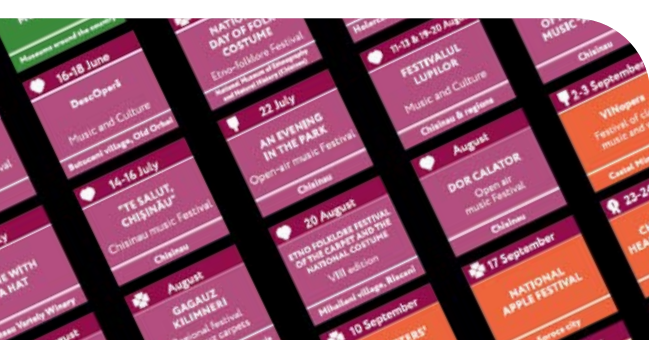 Museums around the country
16-18 June
DescOperă
Music and Culture
Butuceni village, Old Orhei
14-16 July
"TE SALUT,
CHIȘINĂU"
Chisinau music Festival
Chisinau
August
GAGAUZ
KILIMNERI
carpets
DAY OF FOLK
COSTUME
Etno-folklore Festival
National Museum of Ethnography
and Natural History (Chisinau)
22 July
AN EVENING
IN THE PARK
Open-air music Festival
Chisinau
20 August
ETNO FOLKLORE FESTIVAL
OF THE CARPET AND THE
NATIONAL COSTUME
VIII edition
Mihaileni village, Riscani
10 September
11-13 & 19-20 Aug
FESTIVALUL
LUPILOR
Music and Culture
Chisinau & regions
August
DOR CALATOR
Open air
music Festival
Chisinau
17 September
NATIONAL
APPLE FESTIVAL
Chisinau
2-3 September
VINopera
Festival of
music and
Castel
WITH
HAT
Vartely Winery